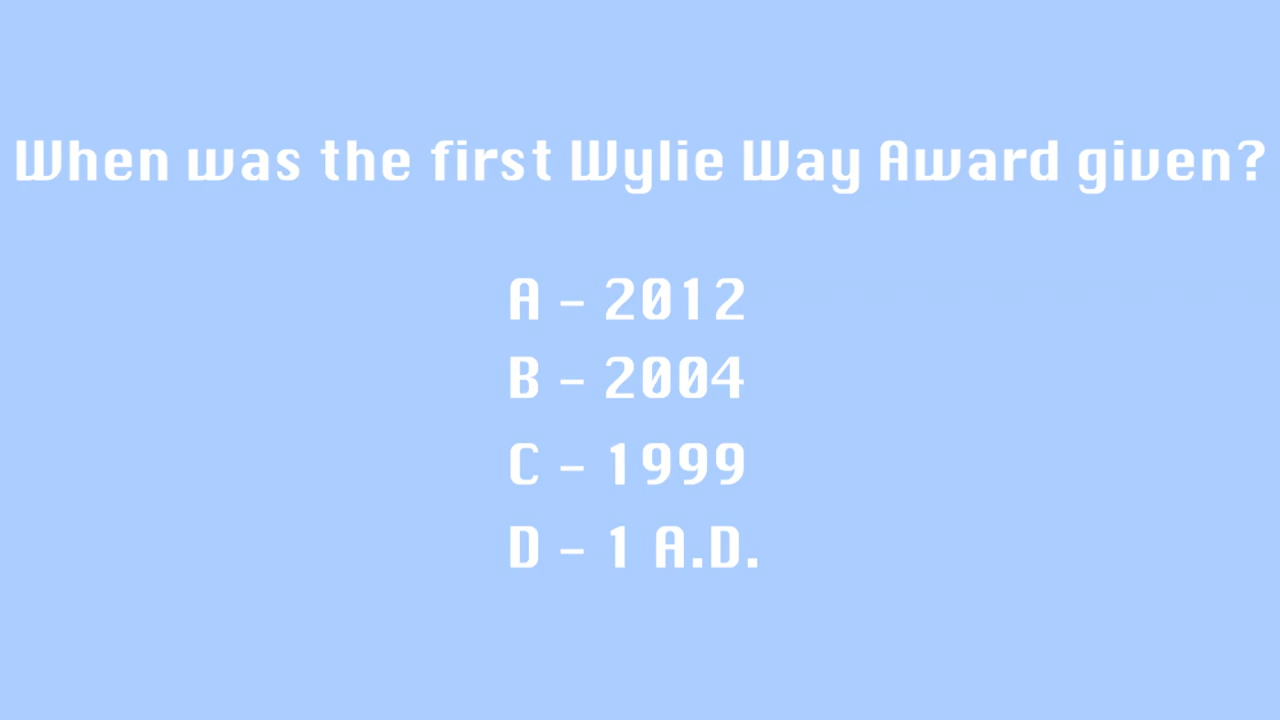 When was the first Wylie Way Award given?
A - 2012
B - 2004
C - 1999
D - 1 A.D.